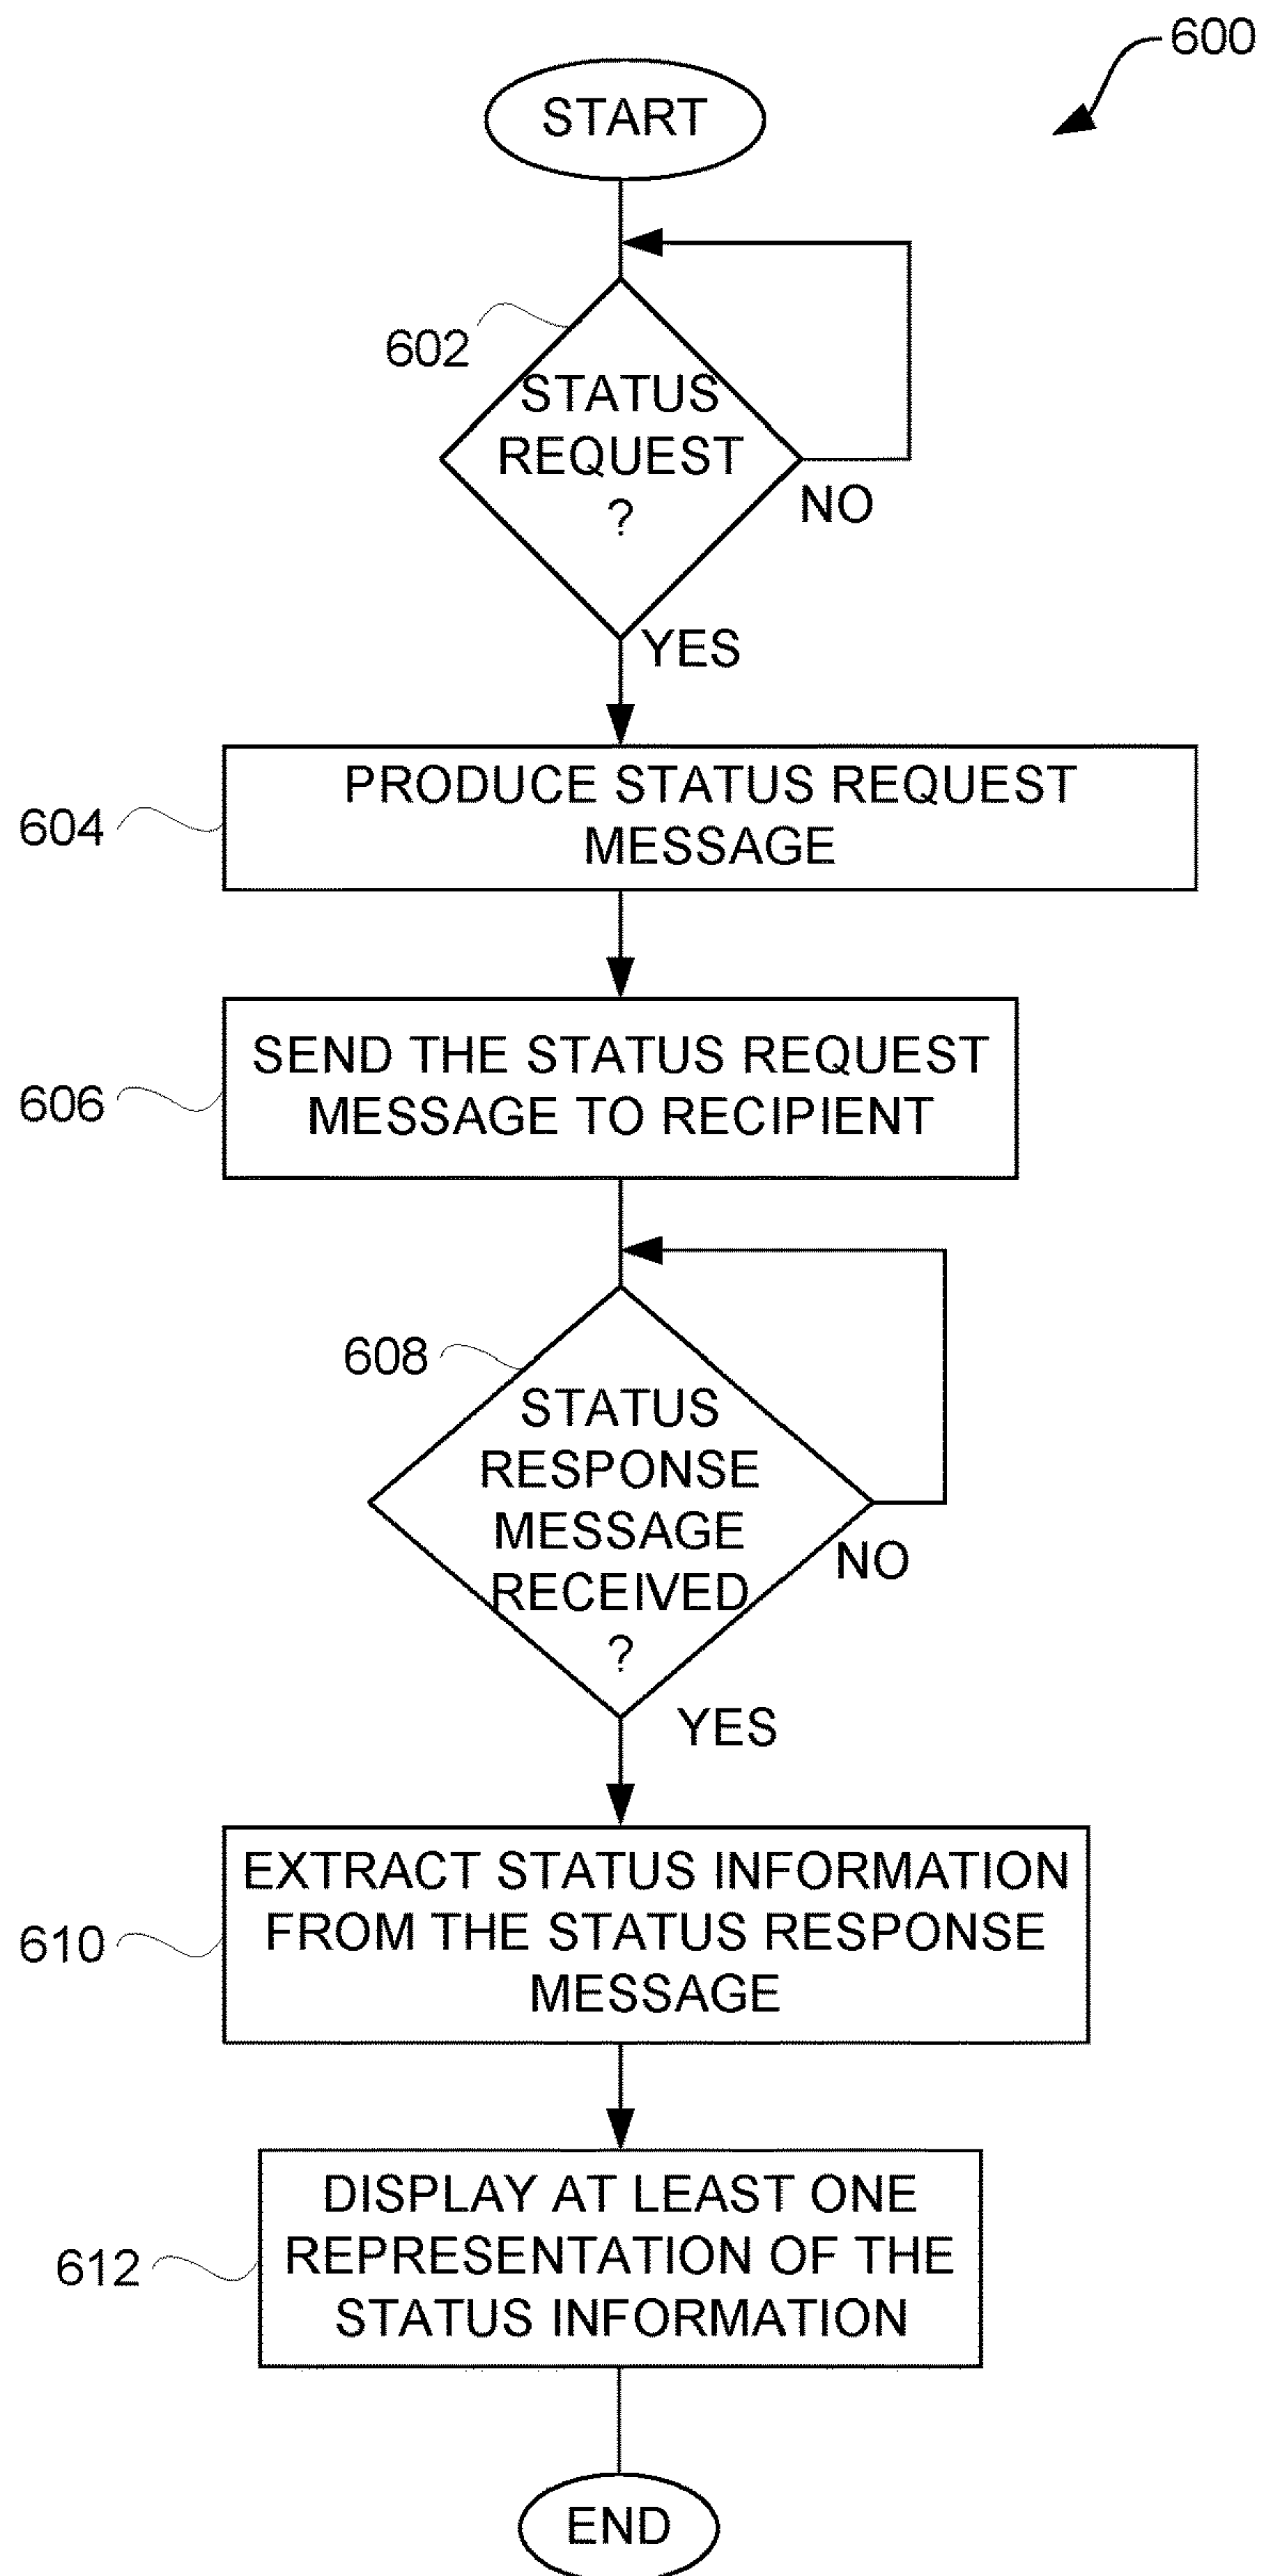 600
START
602
STATUS
REQUEST
?
NO
YES
604
PRODUCE STATUS REQUEST
MESSAGE
606
SEND THE STATUS REQUEST
MESSAGE TO RECIPIENT
608
STATUS
RESPONSE
MESSAGE
RECEIVED
?
NO
YES
610
EXTRACT STATUS INFORMATION
FROM THE STATUS RESPONSE
MESSAGE
612
DISPLAY AT LEAST ONE
REPRESENTATION OF THE
STATUS INFORMATION
END